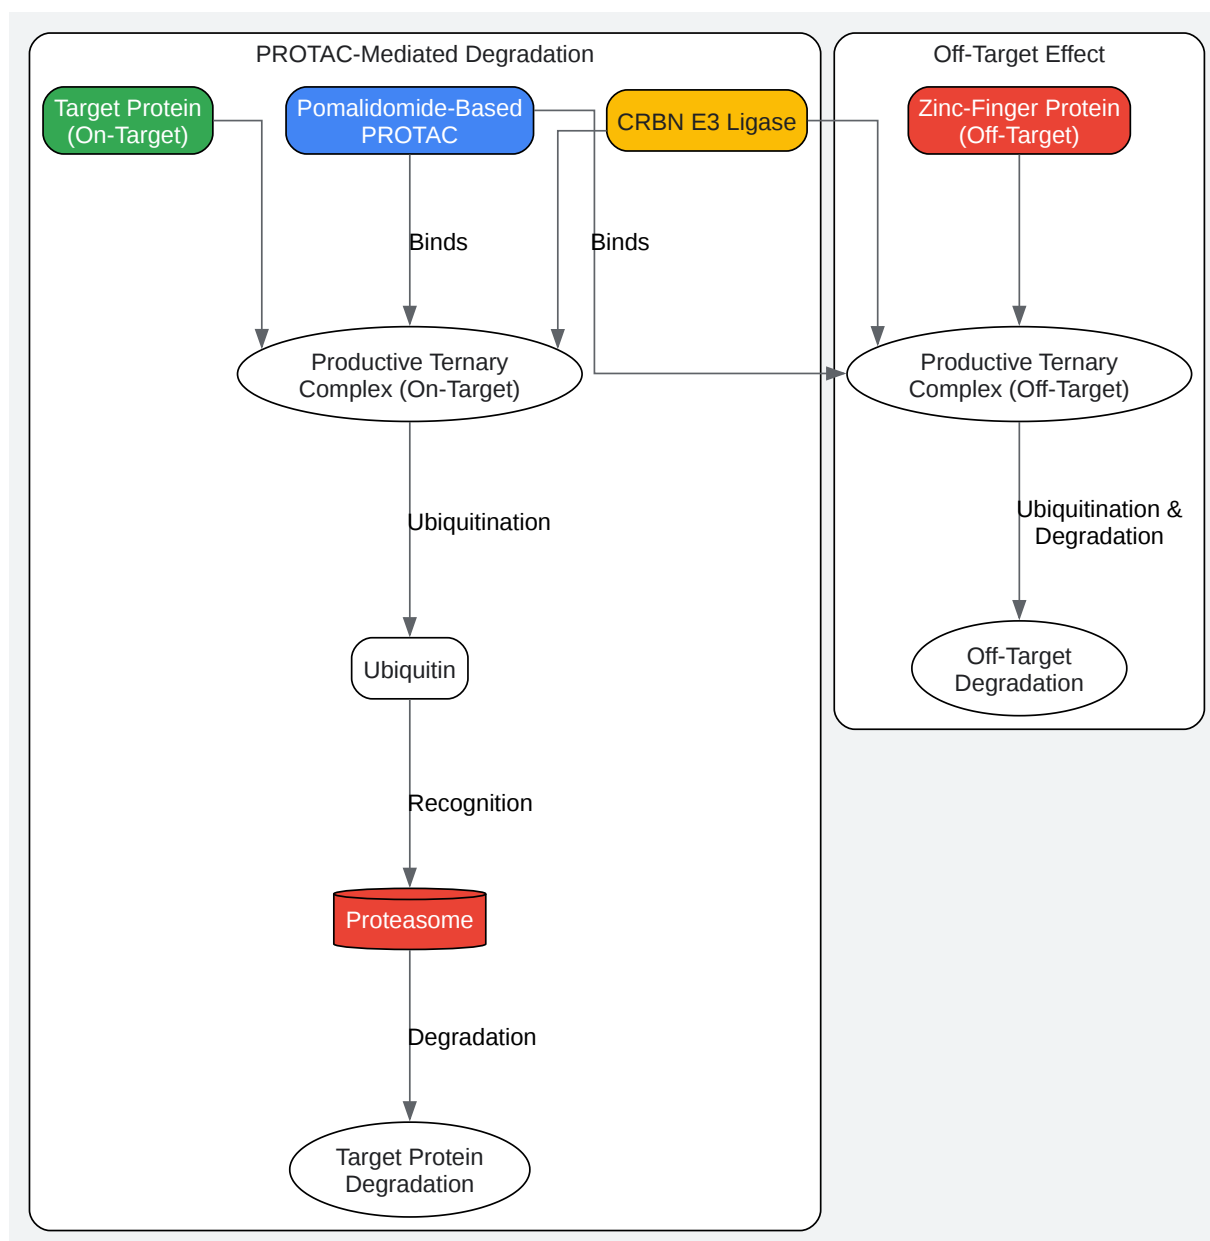 PROTAC-Mediated Degradation
Off-Target Effect
Target Protein
(On-Target)
Pomalidomide-Based
PROTAC
CRBN E3 Ligase
Zinc-Finger Protein
(Off-Target)
Binds
Binds
Productive Ternary
Complex (On-Target)
Productive Ternary
Complex (Off-Target)
Ubiquitination
Ubiquitination &
Degradation
Ubiquitin
Off-Target
Degradation
Recognition
Proteasome
Degradation
Target Protein
Degradation